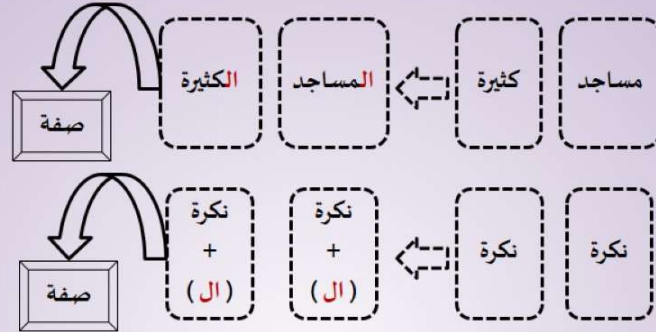 مساجد
كثيرة
المساجد
الكثيرة
صفة
نكرة
نكرة
نكرة
+
(ال)
نكرة
+
(ال)
صفة